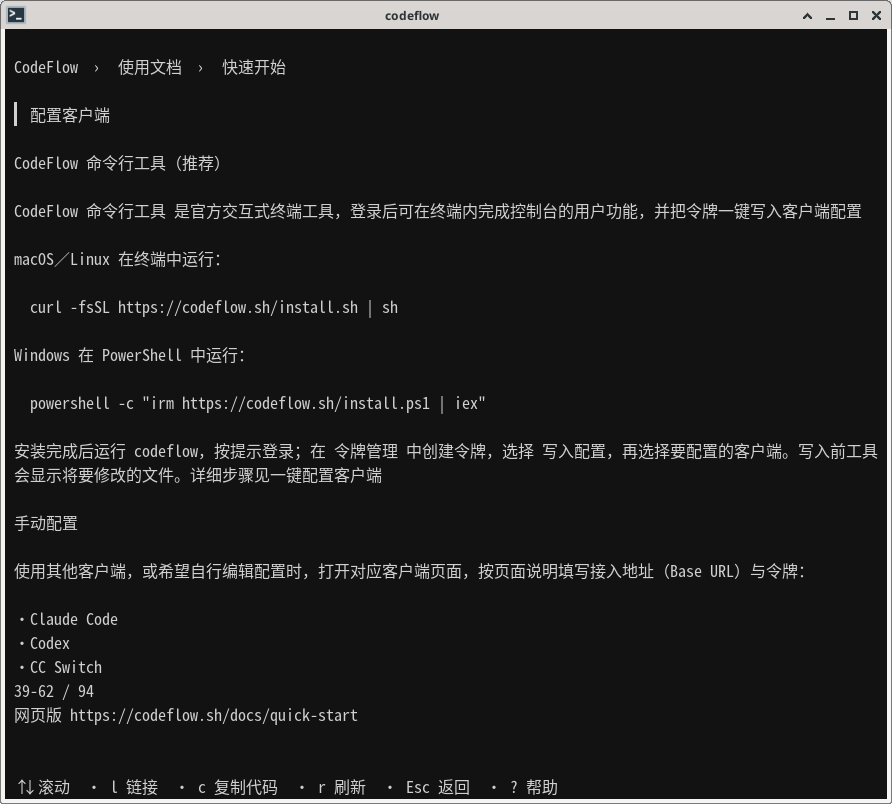 codeflow
CodeFlow › 使用文档 › 快速开始
配置客户端
CodeFlow 命令行工具（推荐）
CodeFlow 命令行工具 是官方交互式终端工具，登录后可在终端内完成控制台的用户功能，并把令牌一键写入客户端配置
macOS／Linux 在终端中运行：
curl -fsSL https://codeflow.sh/install.sh | sh
Windows 在 PowerShell 中运行：
powershell -c "irm https://codeflow.sh/install.ps1 | iex"
安装完成后运行 codeflow，按提示登录；在 令牌管理 中创建令牌，选择 写入配置，再选择要配置的客户端。写入前工具
会显示将要修改的文件。详细步骤见一键配置客户端
手动配置
使用其他客户端，或希望自行编辑配置时，打开对应客户端页面，按页面说明填写接入地址（Base URL）与令牌：
・Claude Code
・Codex
・CC Switch
39-62 / 94
网页版 https://codeflow.sh/docs/quick-start
↑↓ 滚动 ・ l 链接 ・ c 复制代码 ・ r 刷新 ・ Esc 返回 ・ ? 帮助